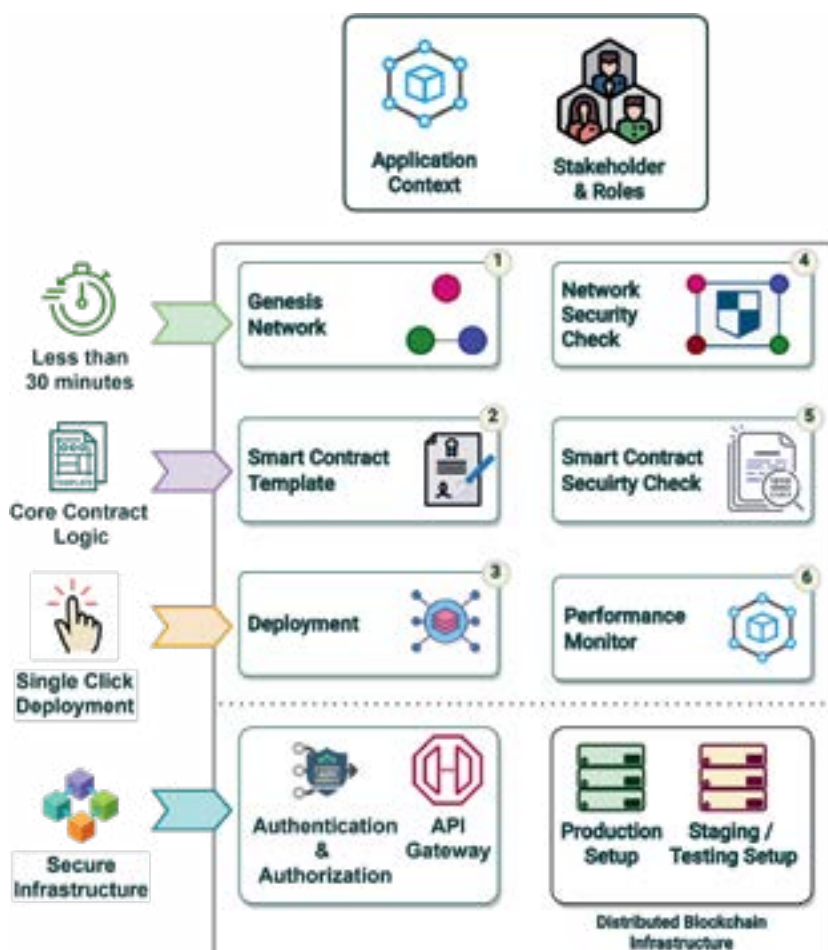 Application
Context
Stakeholder
& Roles
Less than
30 minutes
Genesis
Network
1
Network
Security
Check
4
Core Contract
Logic
TEMPLATE
Smart Contract
Template
2
Smart Contract
Secuirty Check
5
Single Click
Deployment
Deployment
3
Performance
Monitor
6
Secure
Infrastructure
Authentication
&
Authorization
API
Gateway
Production
Setup
Staging /
Testing Setup
Distributed Blockchain
Infrastructure